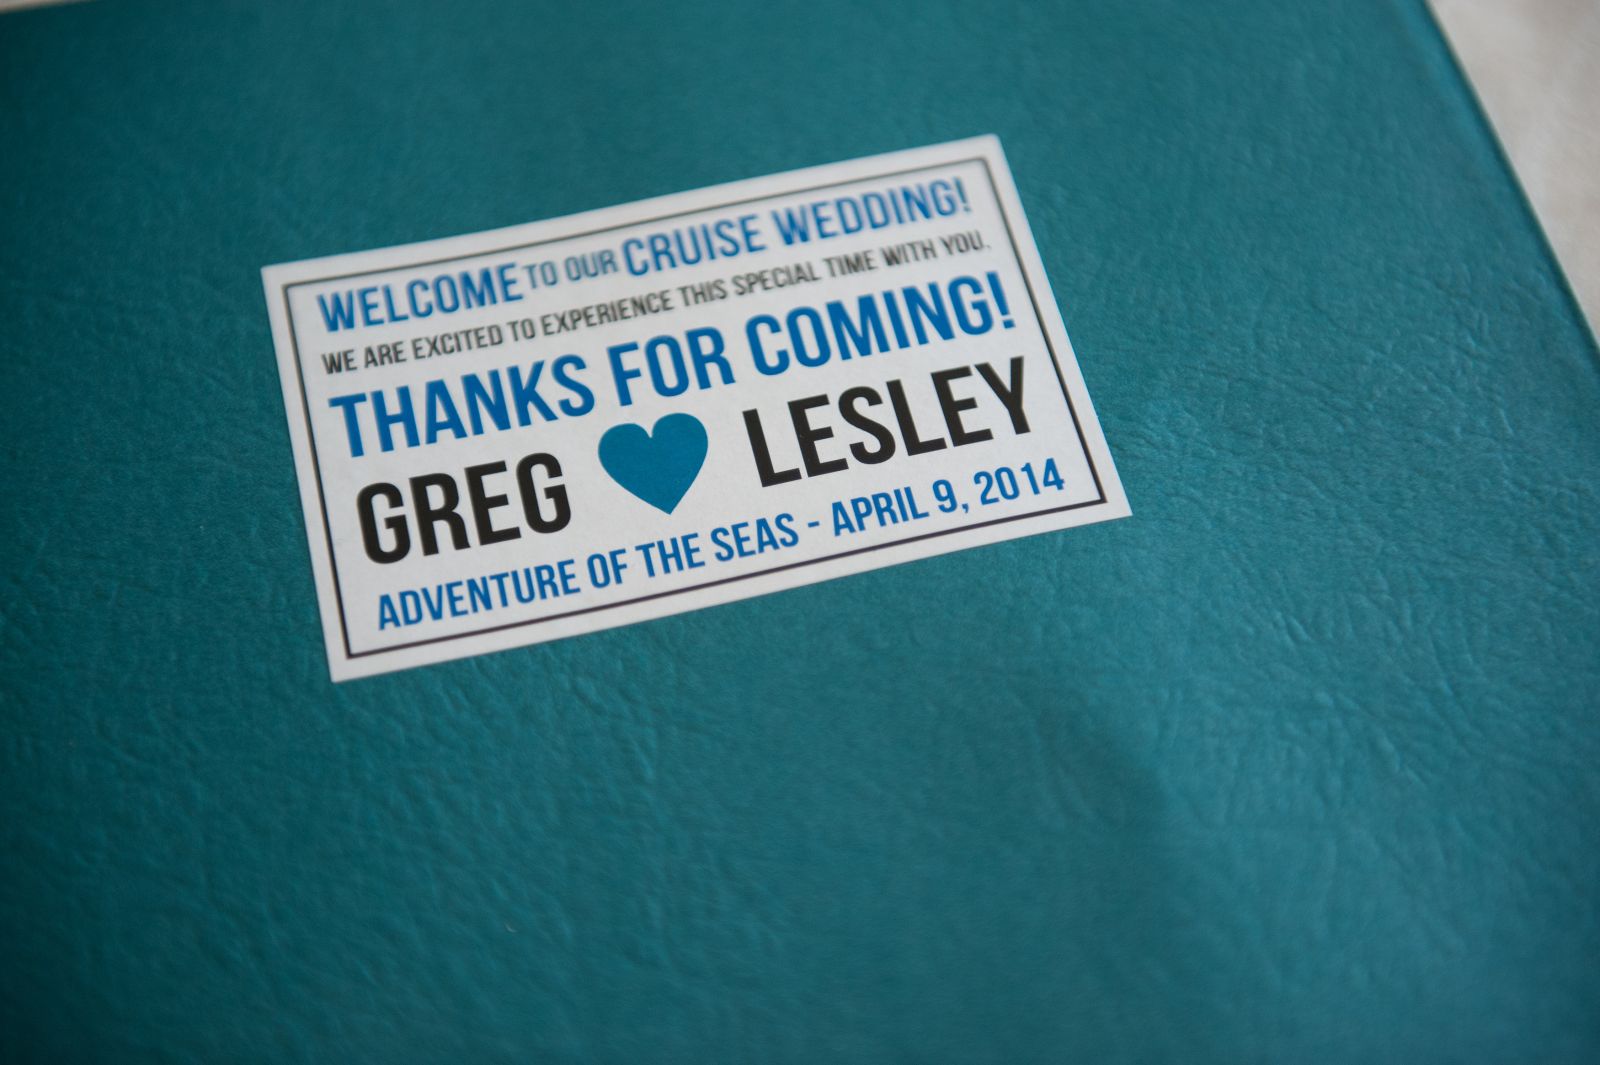 WELCOME TO OUR CRUISE WEDDING!
WE ARE EXCITED TO EXPERIENCE THIS SPECIAL TIME WITH YOU.
THANKS FOR COMING!
GREG LESLEY
ADVENTURE OF THE SEAS - APRIL 9, 2014